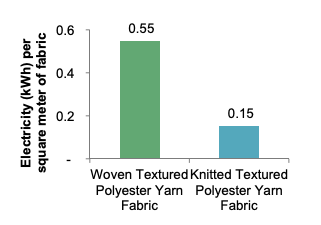 Electricity (kWh) per
square meter of fabric
0.6
0.4
0.2
-
0.55
0.15
Woven Textured
Polyester Yarn
Fabric
Knitted Textured
Polyester Yarn
Fabric